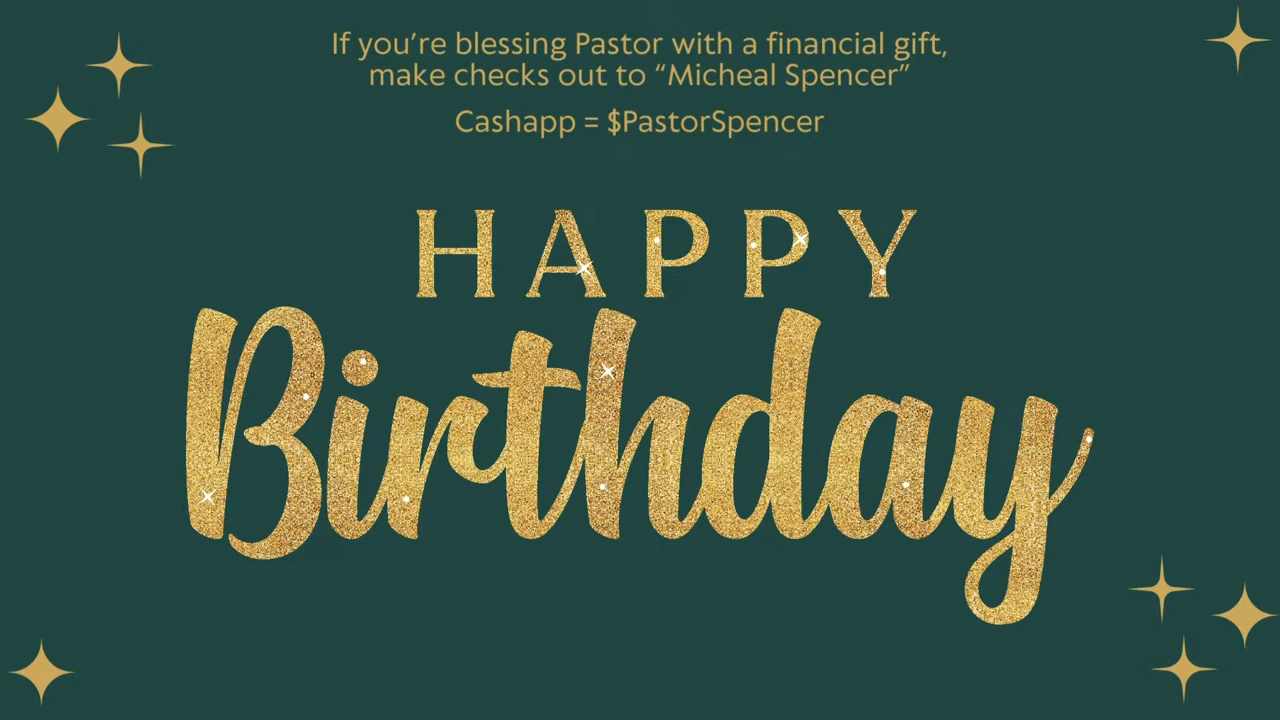 If you're blessing Pastor with a financial gift,
make checks out to “Micheal Spencer”
Cashapp = $PastorSpencer
HAPPY
Birthday